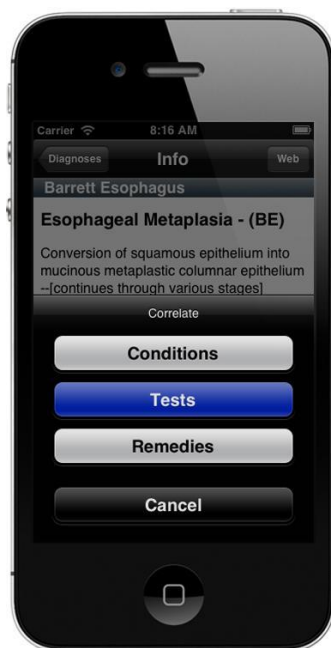 Carrier 8:16 AM
Diagnoses Info Web
Barrett Esophagus
Esophageal Metaplasia - (BE)
Conversion of squamous epithelium into
mucinous metaplastic columnar epithelium
--[continues through various stages]
Correlate
Conditions
Tests
Remedies
Cancel